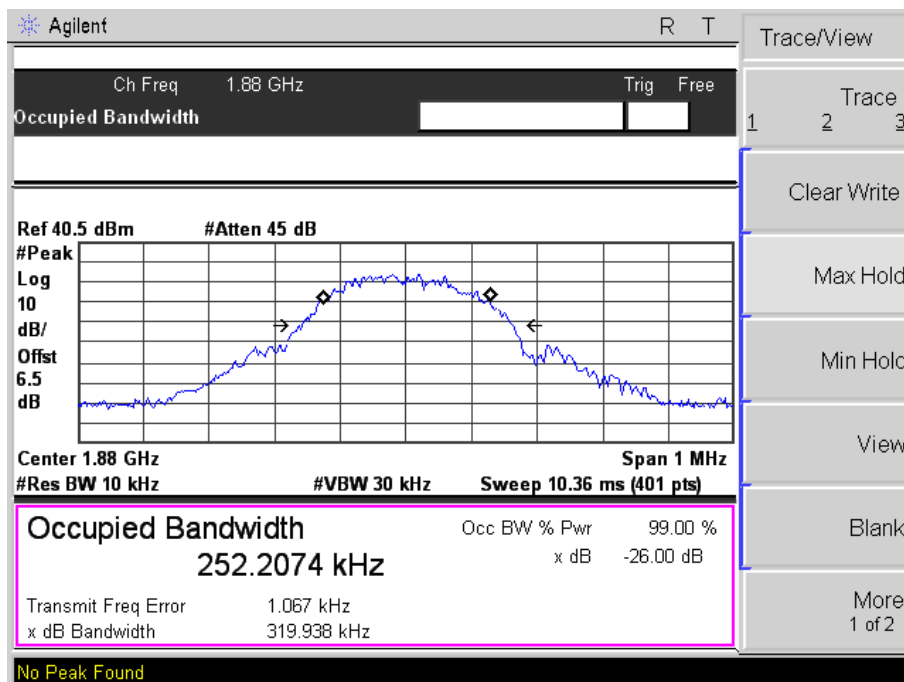 Agilent R T
Trace/View
Ch Freq 1.88 GHz Trig Free
Occupied Bandwidth
Trace
1 2 3
Clear Write
Max Hold
Min Hold
View
Blank
More
1 of 2
Ref 40.5 dBm #Atten 45 dB
#Peak
Log
10
dB/
Offst
6.5
dB
Center 1.88 GHz Span 1 MHz
#Res BW 10 kHz #VBW 30 kHz Sweep 10.36 ms (401 pts)
Occupied Bandwidth Occ BW % Pwr 99.00 %
252.2074 kHz x dB -26.00 dB
Transmit Freq Error 1.067 kHz
x dB Bandwidth 319.938 kHz
No Peak Found